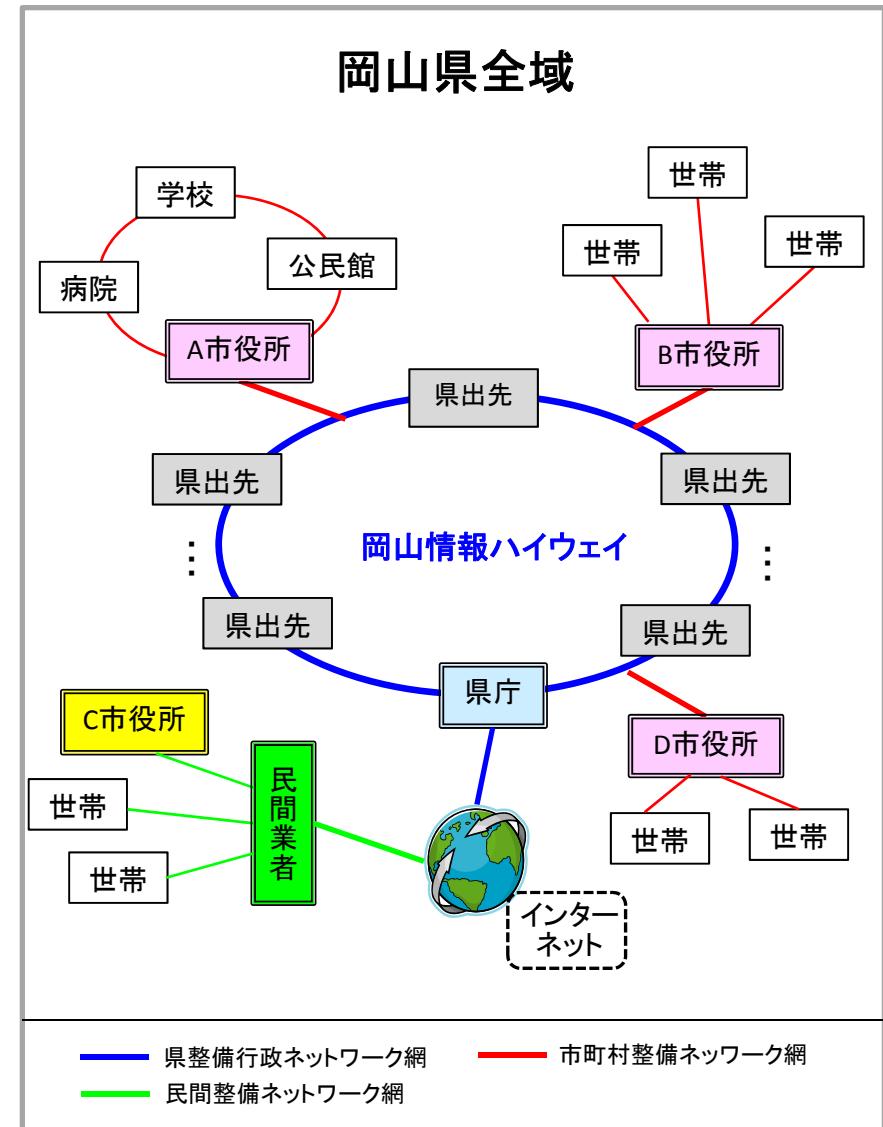 岡山県全域
世帯
学校
世帯
世帯
公民館
病院
A市役所
B市役所
県出先
県出先
県出先
岡山情報ハイウェイ
⋮
⋮
県出先
県出先
県庁
C市役所
D市役所
民間業者
世帯
世帯
世帯
世帯
インター
ネット
県整備行政ネットワーク網
市町村整備ネッワーク網
民間整備ネットワーク網